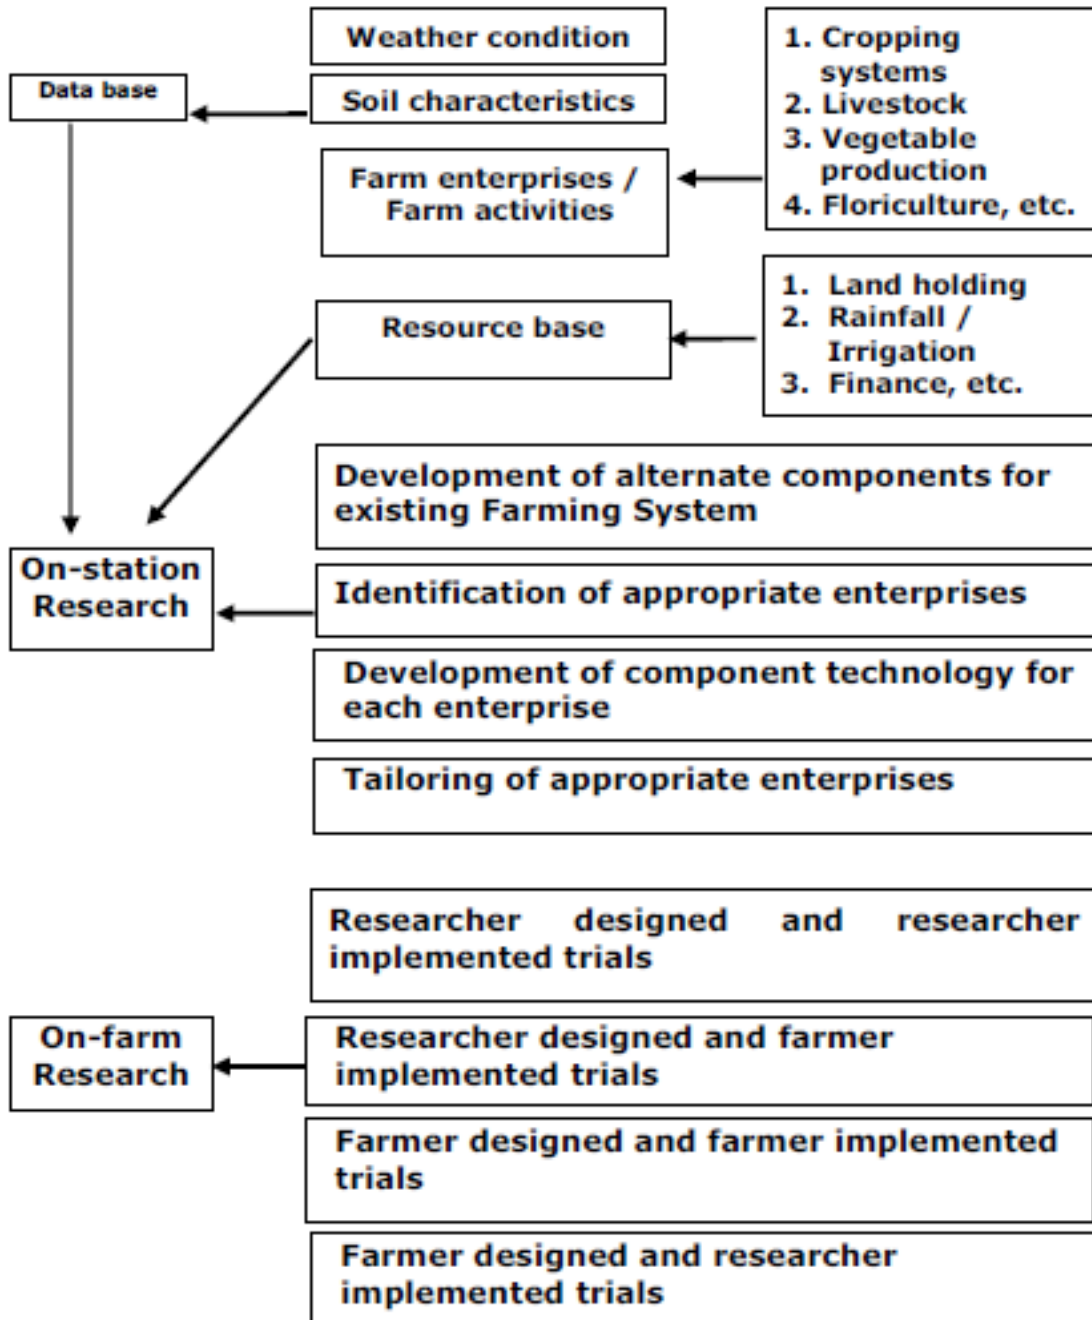 Weather condition
Data base
Soil characteristics
Farm enterprises /
Farm activities
1. Cropping
systems
2. Livestock
3. Vegetable
production
4. Floriculture, etc.
Resource base
1. Land holding
2. Rainfall /
Irrigation
3. Finance, etc.
Development of alternate components for
existing Farming System
On-station
Research
Identification of appropriate enterprises
Development of component technology for
each enterprise
Tailoring of appropriate enterprises
Researcher designed and researcher
implemented trials
On-farm
Research
Researcher designed and farmer
implemented trials
Farmer designed and farmer implemented
trials
Farmer designed and researcher
implemented trials